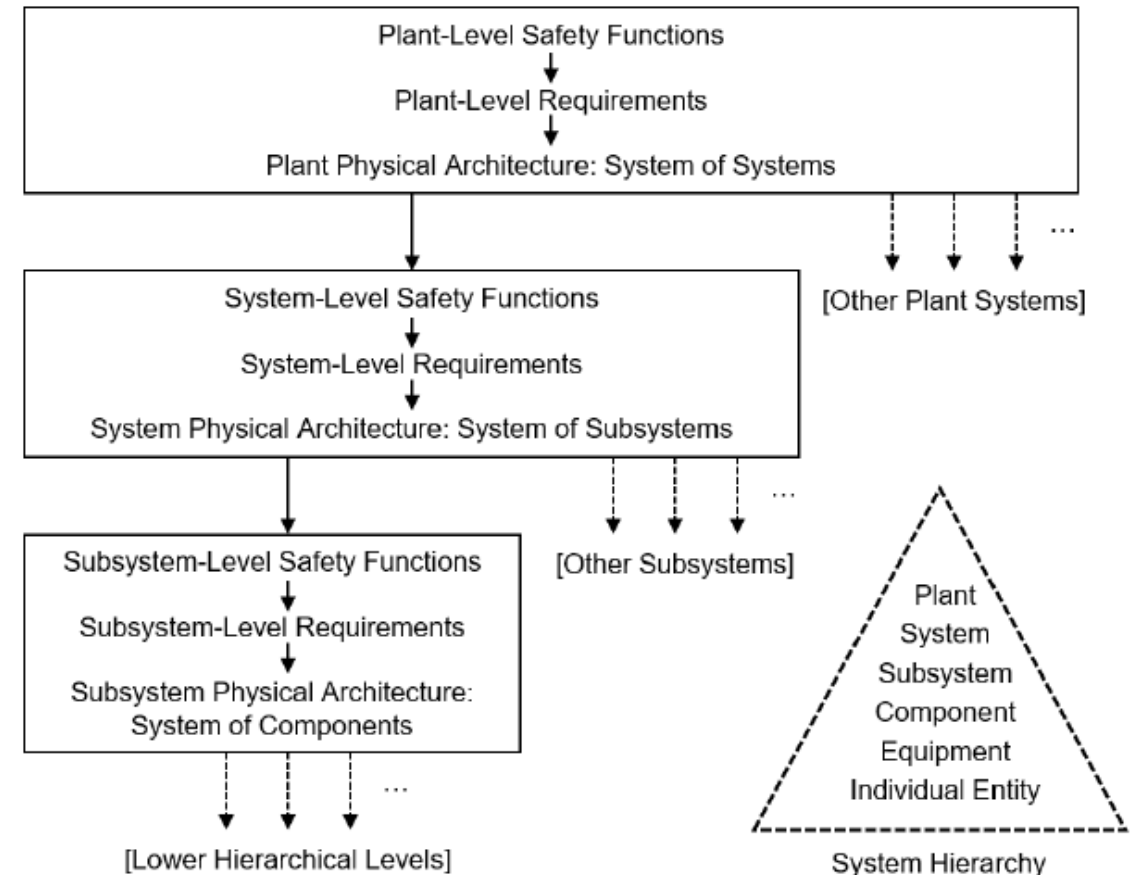 Plant-Level Safety Functions
Plant-Level Requirements
Plant Physical Architecture: System of Systems
...
[Other Plant Systems]
System-Level Safety Functions
System-Level Requirements
System Physical Architecture: System of Subsystems
...
[Other Subsystems]
Subsystem-Level Safety Functions
Subsystem-Level Requirements
Subsystem Physical Architecture:
System of Components
...
[Lower Hierarchical Levels]
Plant
System
Subsystem
Component
Equipment
Individual Entity
System Hierarchy